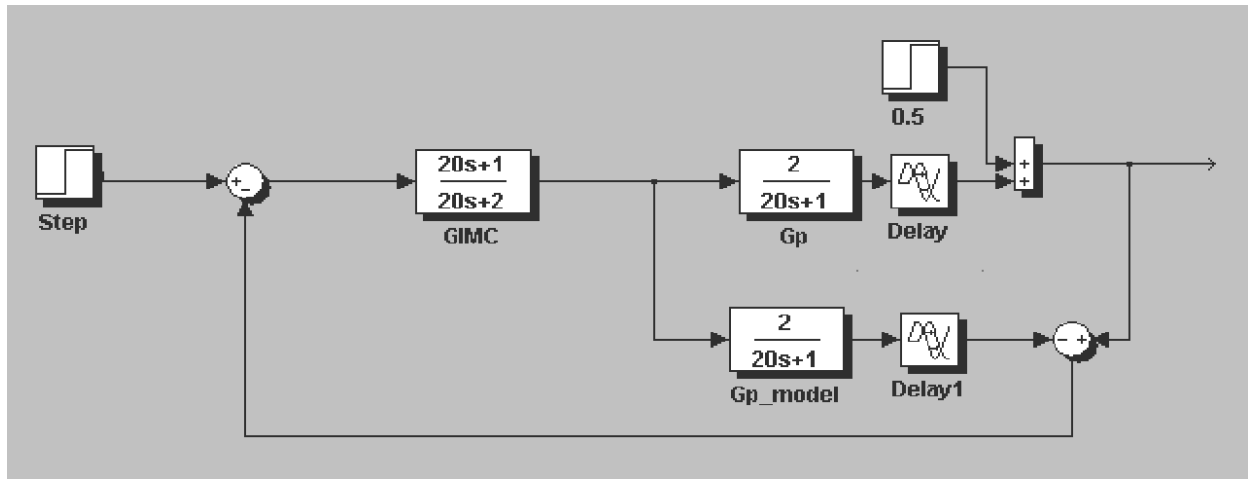 0.5
Step
+
-
20s+1
20s+2
GIMC
2
20s+1
Gp
Delay
+
+
2
20s+1
Gp_model
Delay1
- +